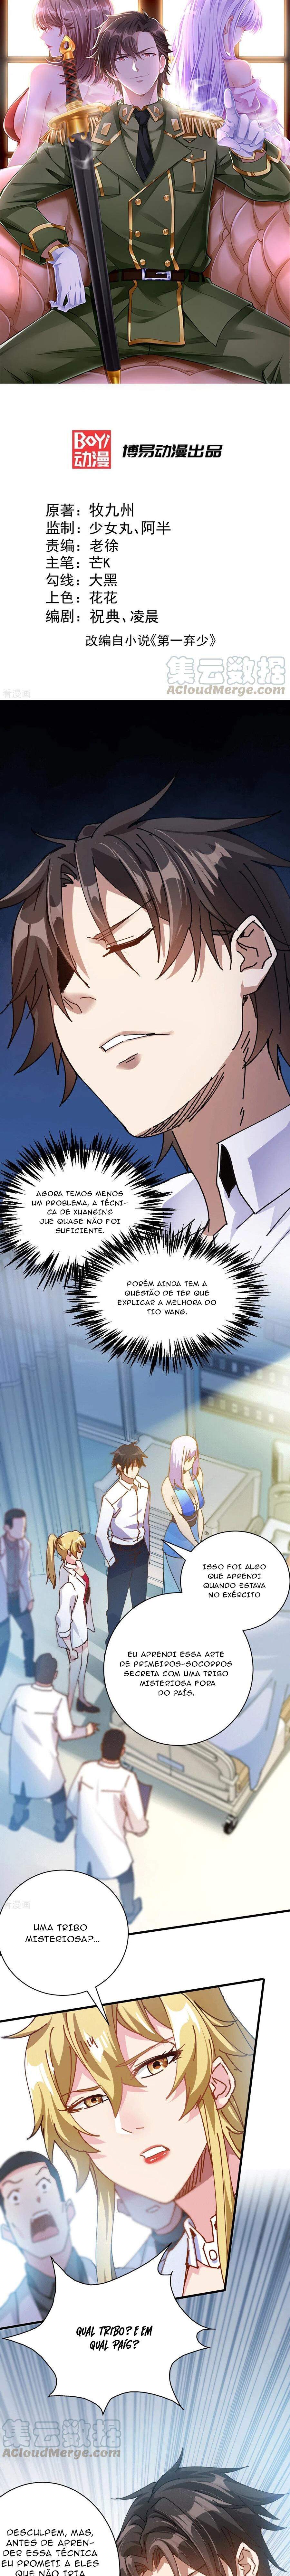 BOYI
动漫
博易动漫出品
原著：牧九州
监制：少女丸、阿半
责编：老徐
主笔：芒K
勾线：大黑
上色：花花
编剧：祝典、凌晨
改编自小说《第一弃少》
集云数据
ACloudMerge.com
AGORA TEMOS MENOS
UM PROBLEMA, A TÉCNI-
CA DE XUANGING
JUE QUASE NÃO FOI
SUFICIENTE.
PORÉM AINDA TEM A
QUESTÃO DE TER QUE
EXPLICAR A MELHORA DO
TIO WANG.
ISSO FOI ALGO
QUE APRENDI
QUANDO ESTAVA
NO EXÉRCITO
EU APRENDI ESSA ARTE
DE PRIMEIROS-SOCORROS
SECRETA COM UMA TRIBO
MISTERIOSA FORA
DO PAÍS.
UMA TRIBO
MISTERIOSA?...
QUAL TRIBO? E EM
QUAL PAÍS?
集云数据
ACloudMerge.com
DESCULPEM, MAS,
ANTES DE APREN-
DER ESSA TÉCNICA
EU PROMETI A ELES
QUE NÃO IRIA